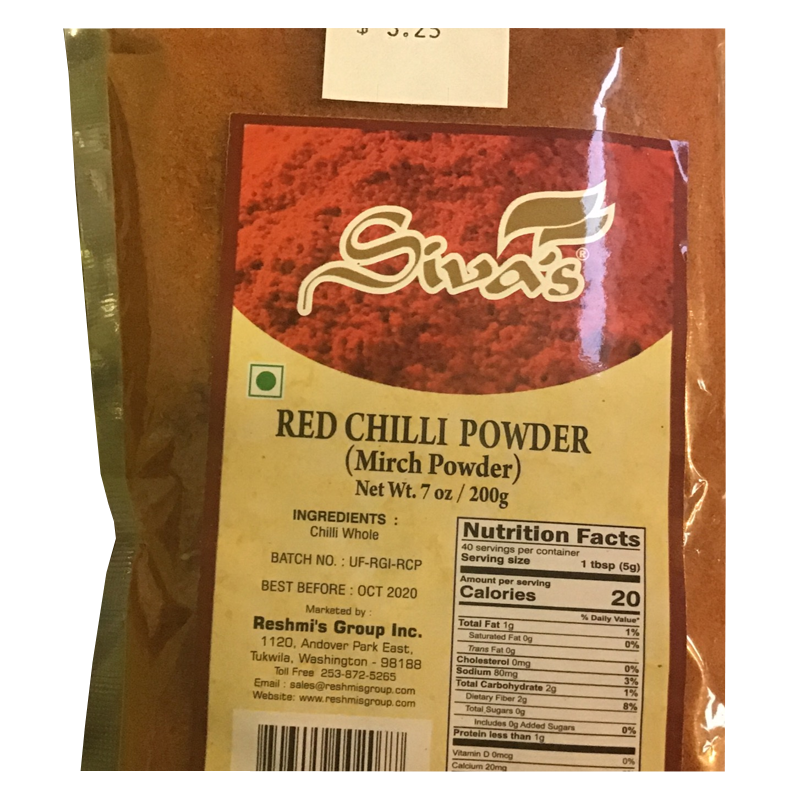 $ 3.25
Siva's®
RED CHILLI POWDER
(Mirch Powder)
Net Wt. 7 oz / 200g
INGREDIENTS :
Chilli Whole
BATCH NO. : UF-RGI-RCP
BEST BEFORE : OCT 2020
Marketed by :
Reshmi's Group Inc.
1120, Andover Park East,
Tukwila, Washington - 98188
Toll Free 253-872-5265
Email : sales@reshmisgroup.com
Website: www.reshmisgroup.com
Nutrition Facts
40 servings per container
Serving size 1 tbsp (5g)
Amount per serving
Calories 20
% Daily Value*
Total Fat 1g 1%
Saturated Fat 0g 0%
Trans Fat 0g
Cholesterol 0mg 0%
Sodium 80mg 3%
Total Carbohydrate 2g 1%
Dietary Fiber 2g 8%
Total Sugars 0g
Includes 0g Added Sugars 0%
Protein less than 1g
Vitamin D 0mcg 0%
Calcium 20mg